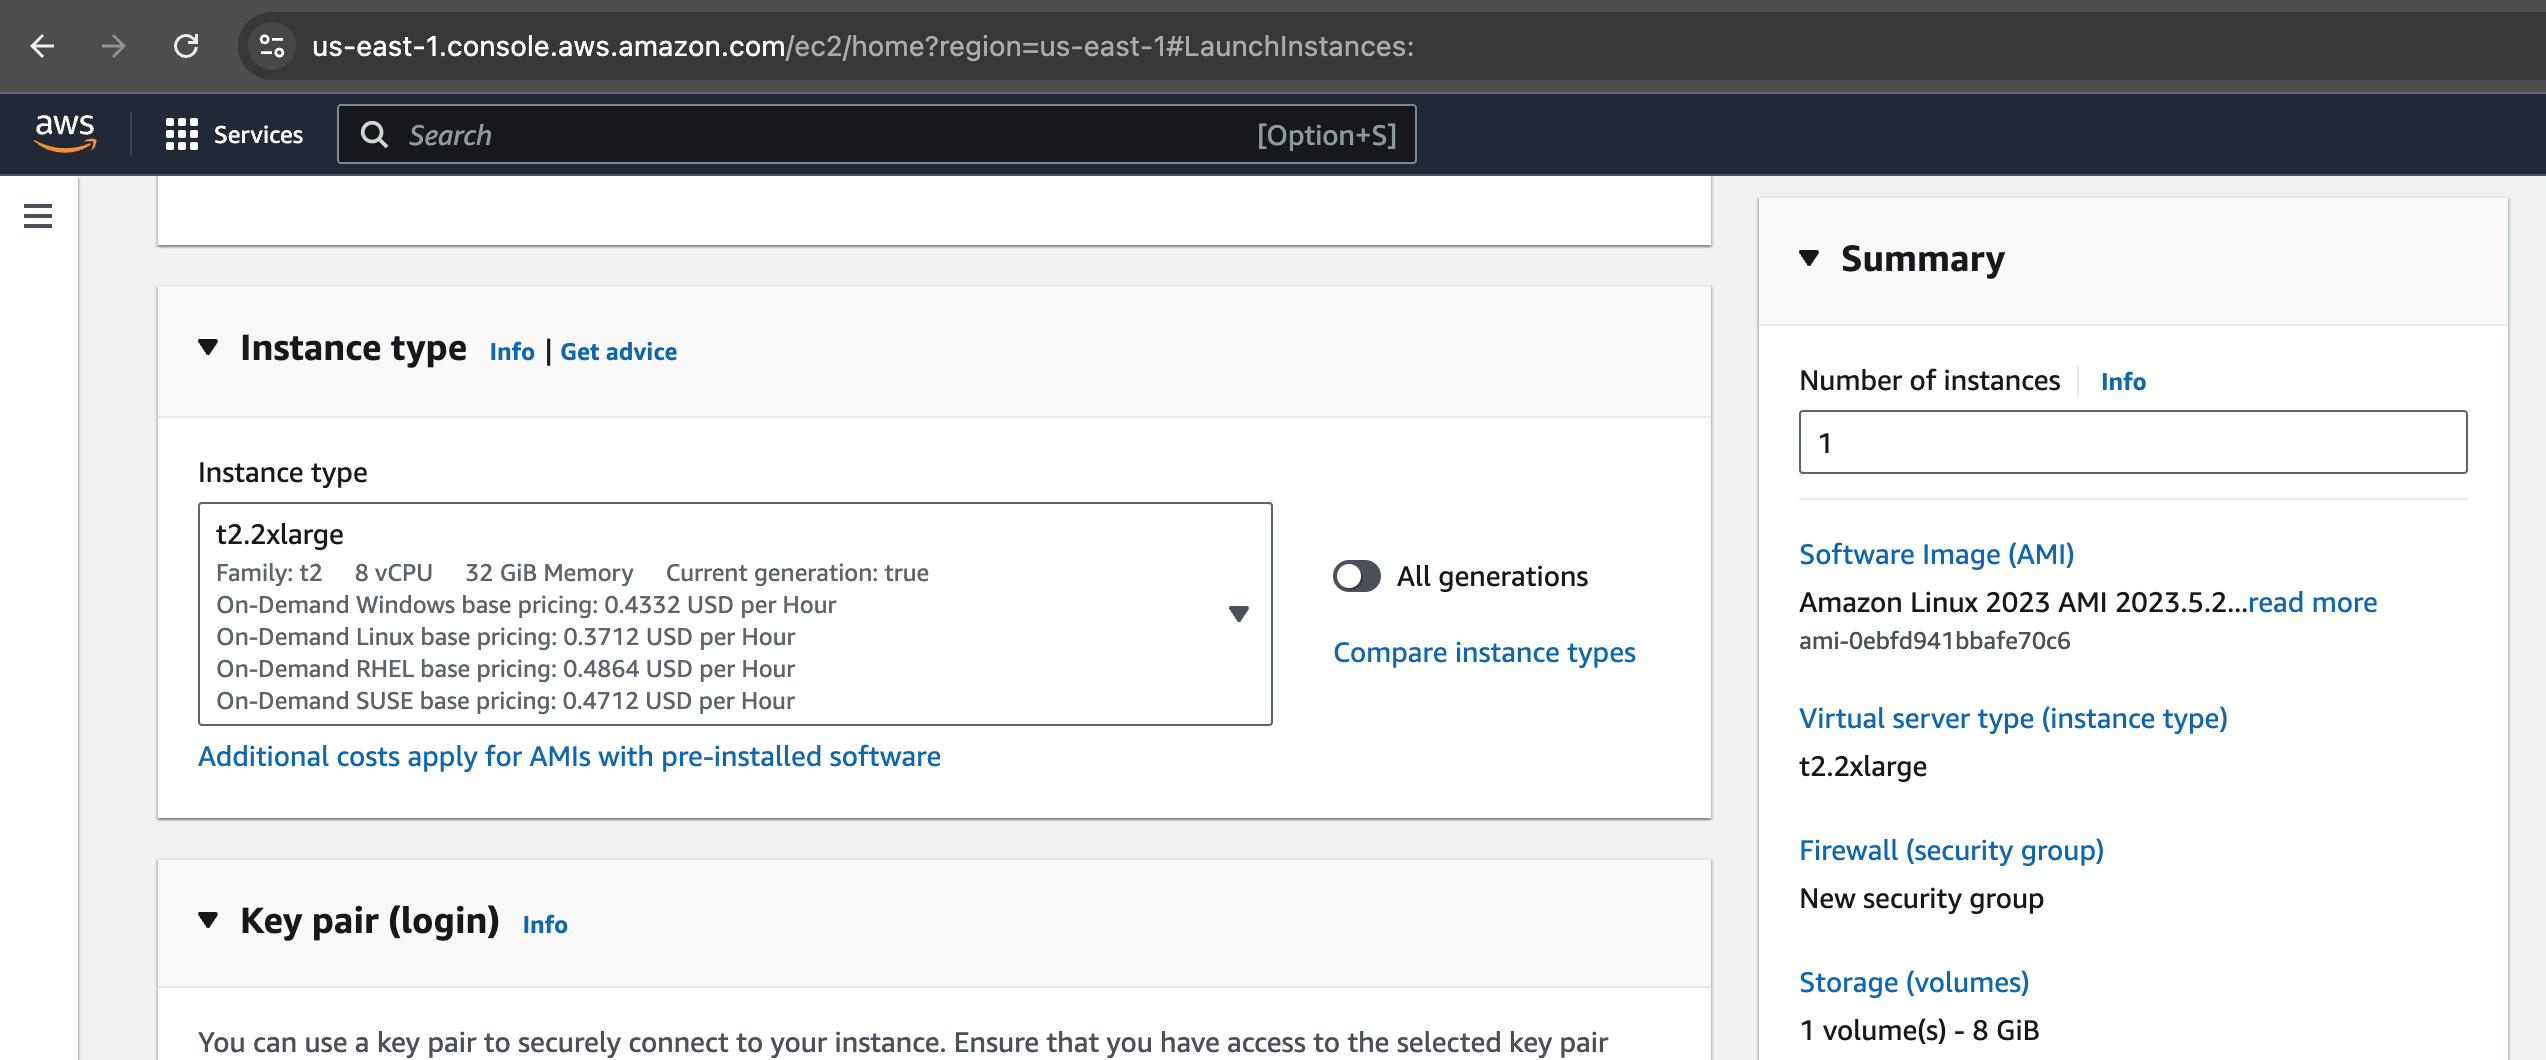 us-east-1.console.aws.amazon.com/ec2/home?region=us-east-1#LaunchInstances:
aws
Services
Search
[Option+S]
Instance type
Info | Get advice
Instance type
t2.2xlarge
Family: t2 8 vCPU 32 GiB Memory Current generation: true
On-Demand Windows base pricing: 0.4332 USD per Hour
On-Demand Linux base pricing: 0.3712 USD per Hour
On-Demand RHEL base pricing: 0.4864 USD per Hour
On-Demand SUSE base pricing: 0.4712 USD per Hour
All generations
Compare instance types
Additional costs apply for AMIs with pre-installed software
Key pair (login) Info
You can use a key pair to securely connect to your instance. Ensure that you have access to the selected key pair
Summary
Number of instances
Info
1
Software Image (AMI)
Amazon Linux 2023 AMI 2023.5.2...read more
ami-0ebfd941bbafe70c6
Virtual server type (instance type)
t2.2xlarge
Firewall (security group)
New security group
Storage (volumes)
1 volume(s) - 8 GiB